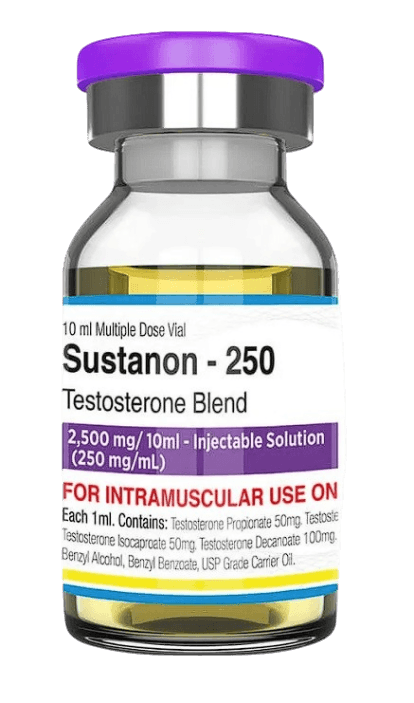 10 ml Multiple Dose Vial
Sustanon - 250
Testosterone Blend
2,500 mg/ 10ml - Injectable Solution
(250 mg/mL)
FOR INTRAMUSCULAR USE ON
Each 1ml. Contains: Testosterone Propionate 50mg. Testoste
Testosterone Isocaproate 50mg. Testosterone Decanoate 100mg.
Benzyl Alcohol, Benzyl Benzoate, USP Grade Carrier Oil.